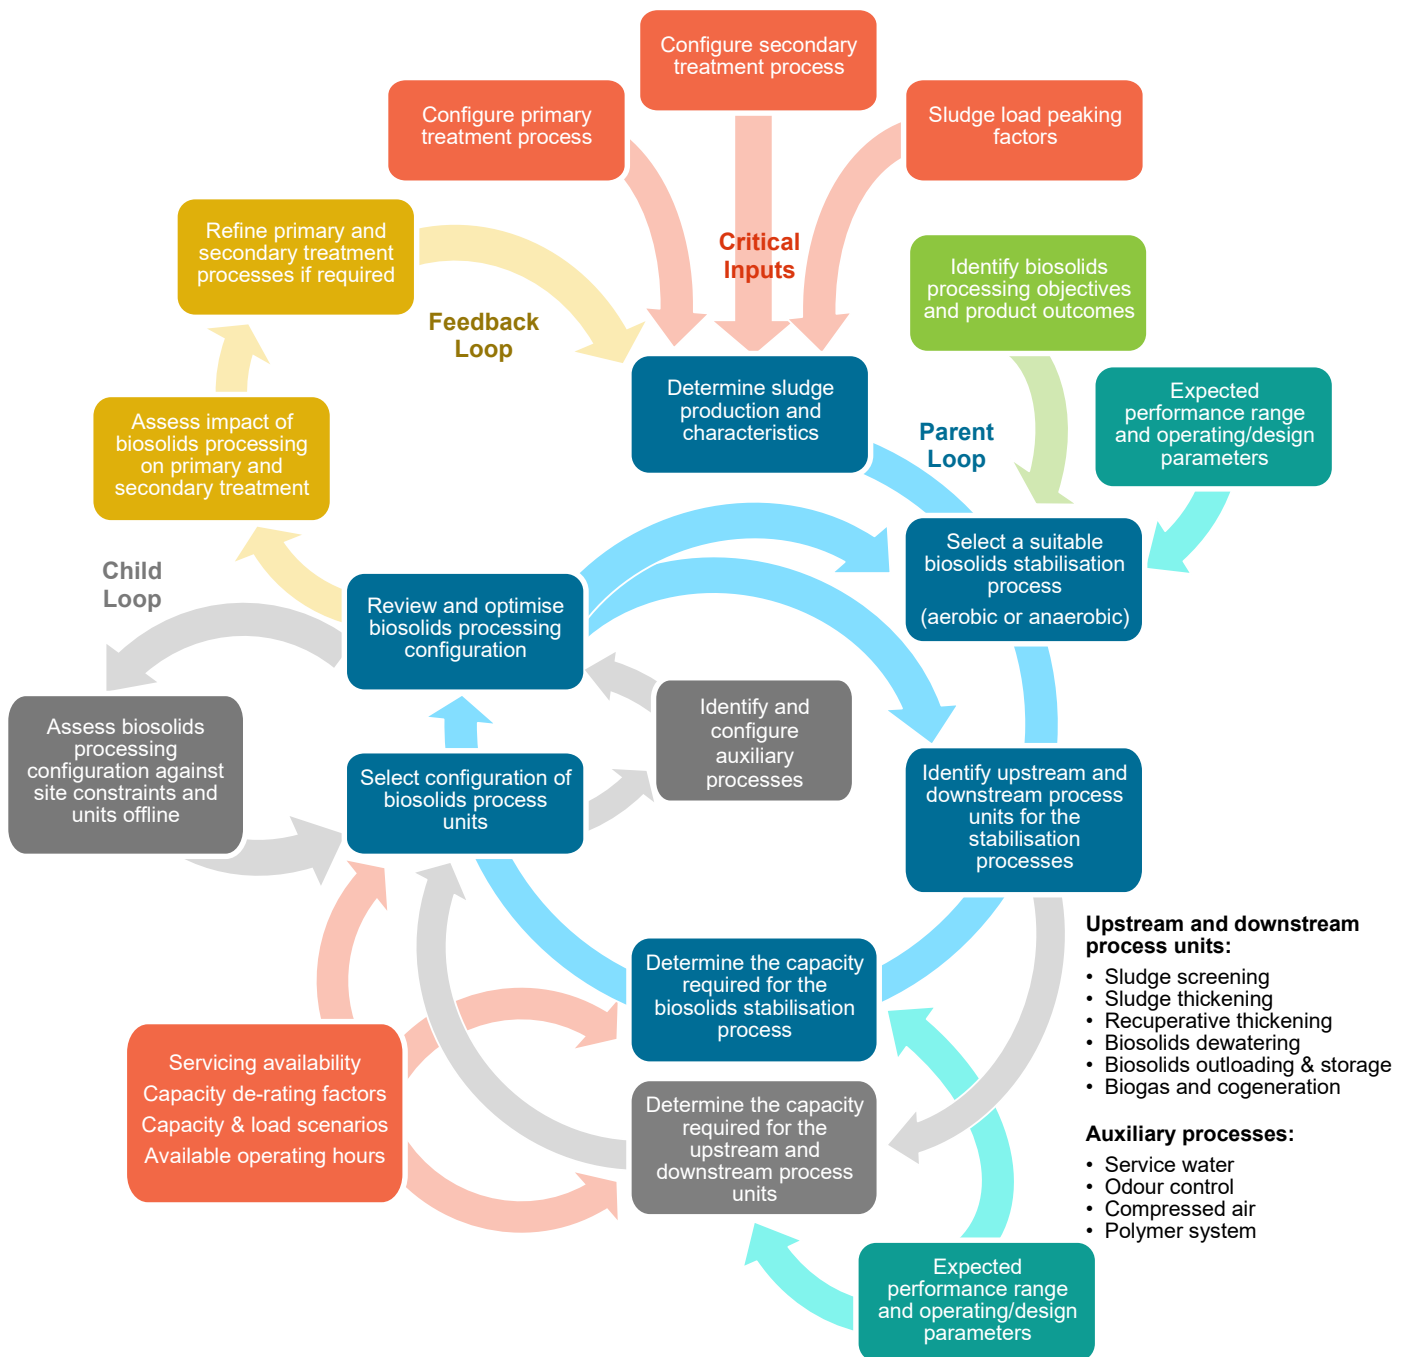 Configure secondary
treatment process
Configure primary
treatment process
Sludge load peaking
factors
Refine primary and
secondary treatment
processes if required
Critical
Inputs
Identify biosolids
processing objectives
and product outcomes
Feedback
Loop
Determine sludge
production and
characteristics
Parent
Loop
Expected
performance range
and operating/design
parameters
Assess impact of
biosolids processing
on primary and
secondary treatment
Select a suitable
biosolids stabilisation
process
(aerobic or anaerobic)
Child
Loop
Review and optimise
biosolids processing
configuration
Assess biosolids
processing
configuration against
site constraints and
units offline
Identify and
configure
auxiliary
processes
Select configuration of
biosolids process
units
Identify upstream and
downstream process
units for the
stabilisation
processes
Determine the capacity
required for the
biosolids stabilisation
process
Upstream and downstream
process units:
• Sludge screening
• Sludge thickening
• Recuperative thickening
• Biosolids dewatering
• Biosolids outloading & storage
• Biogas and cogeneration
Servicing availability
Capacity de-rating factors
Capacity & load scenarios
Available operating hours
Determine the capacity
required for the
upstream and
downstream process
units
Auxiliary processes:
• Service water
• Odour control
• Compressed air
• Polymer system
Expected
performance range
and operating/design
parameters